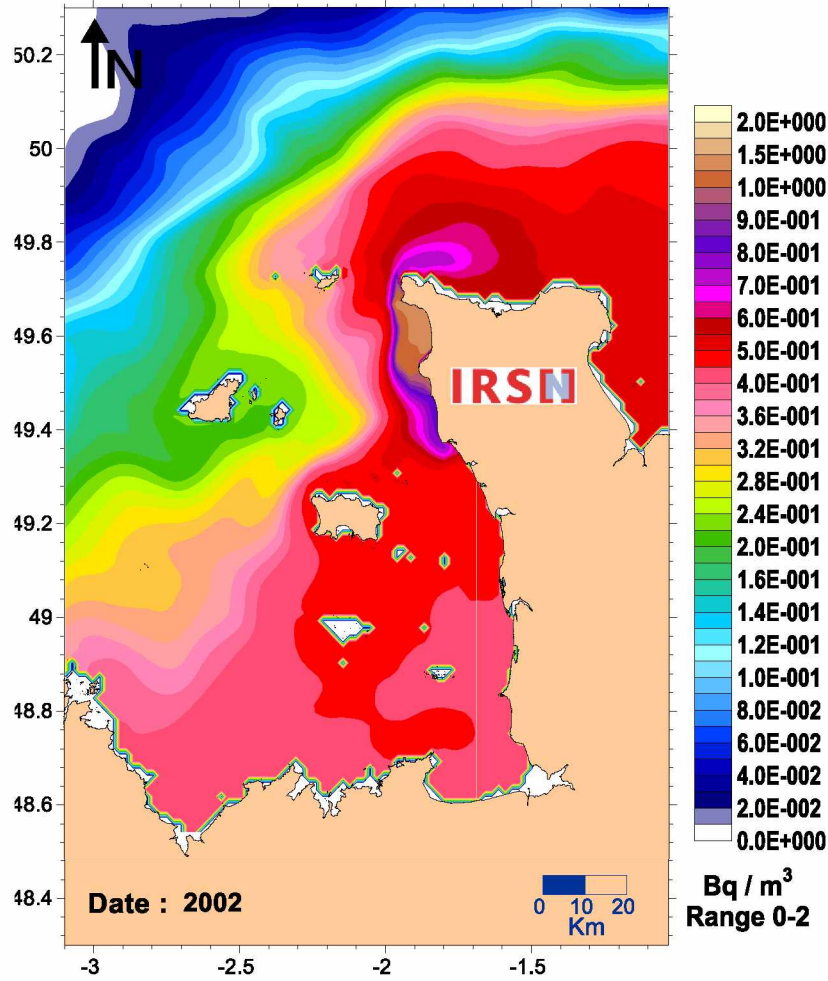 N
50.2
50
49.8
49.6
49.4
49.2
49
48.8
48.6
48.4
-3
-2.5
-2
-1.5
IRSN
Date : 2002
0 10 20
Km
2.0E+000
1.5E+000
1.0E+000
9.0E-001
8.0E-001
7.0E-001
6.0E-001
5.0E-001
4.0E-001
3.6E-001
3.2E-001
2.8E-001
2.4E-001
2.0E-001
1.6E-001
1.4E-001
1.2E-001
1.0E-001
8.0E-002
6.0E-002
4.0E-002
2.0E-002
0.0E+000
Bq / m³
Range 0-2